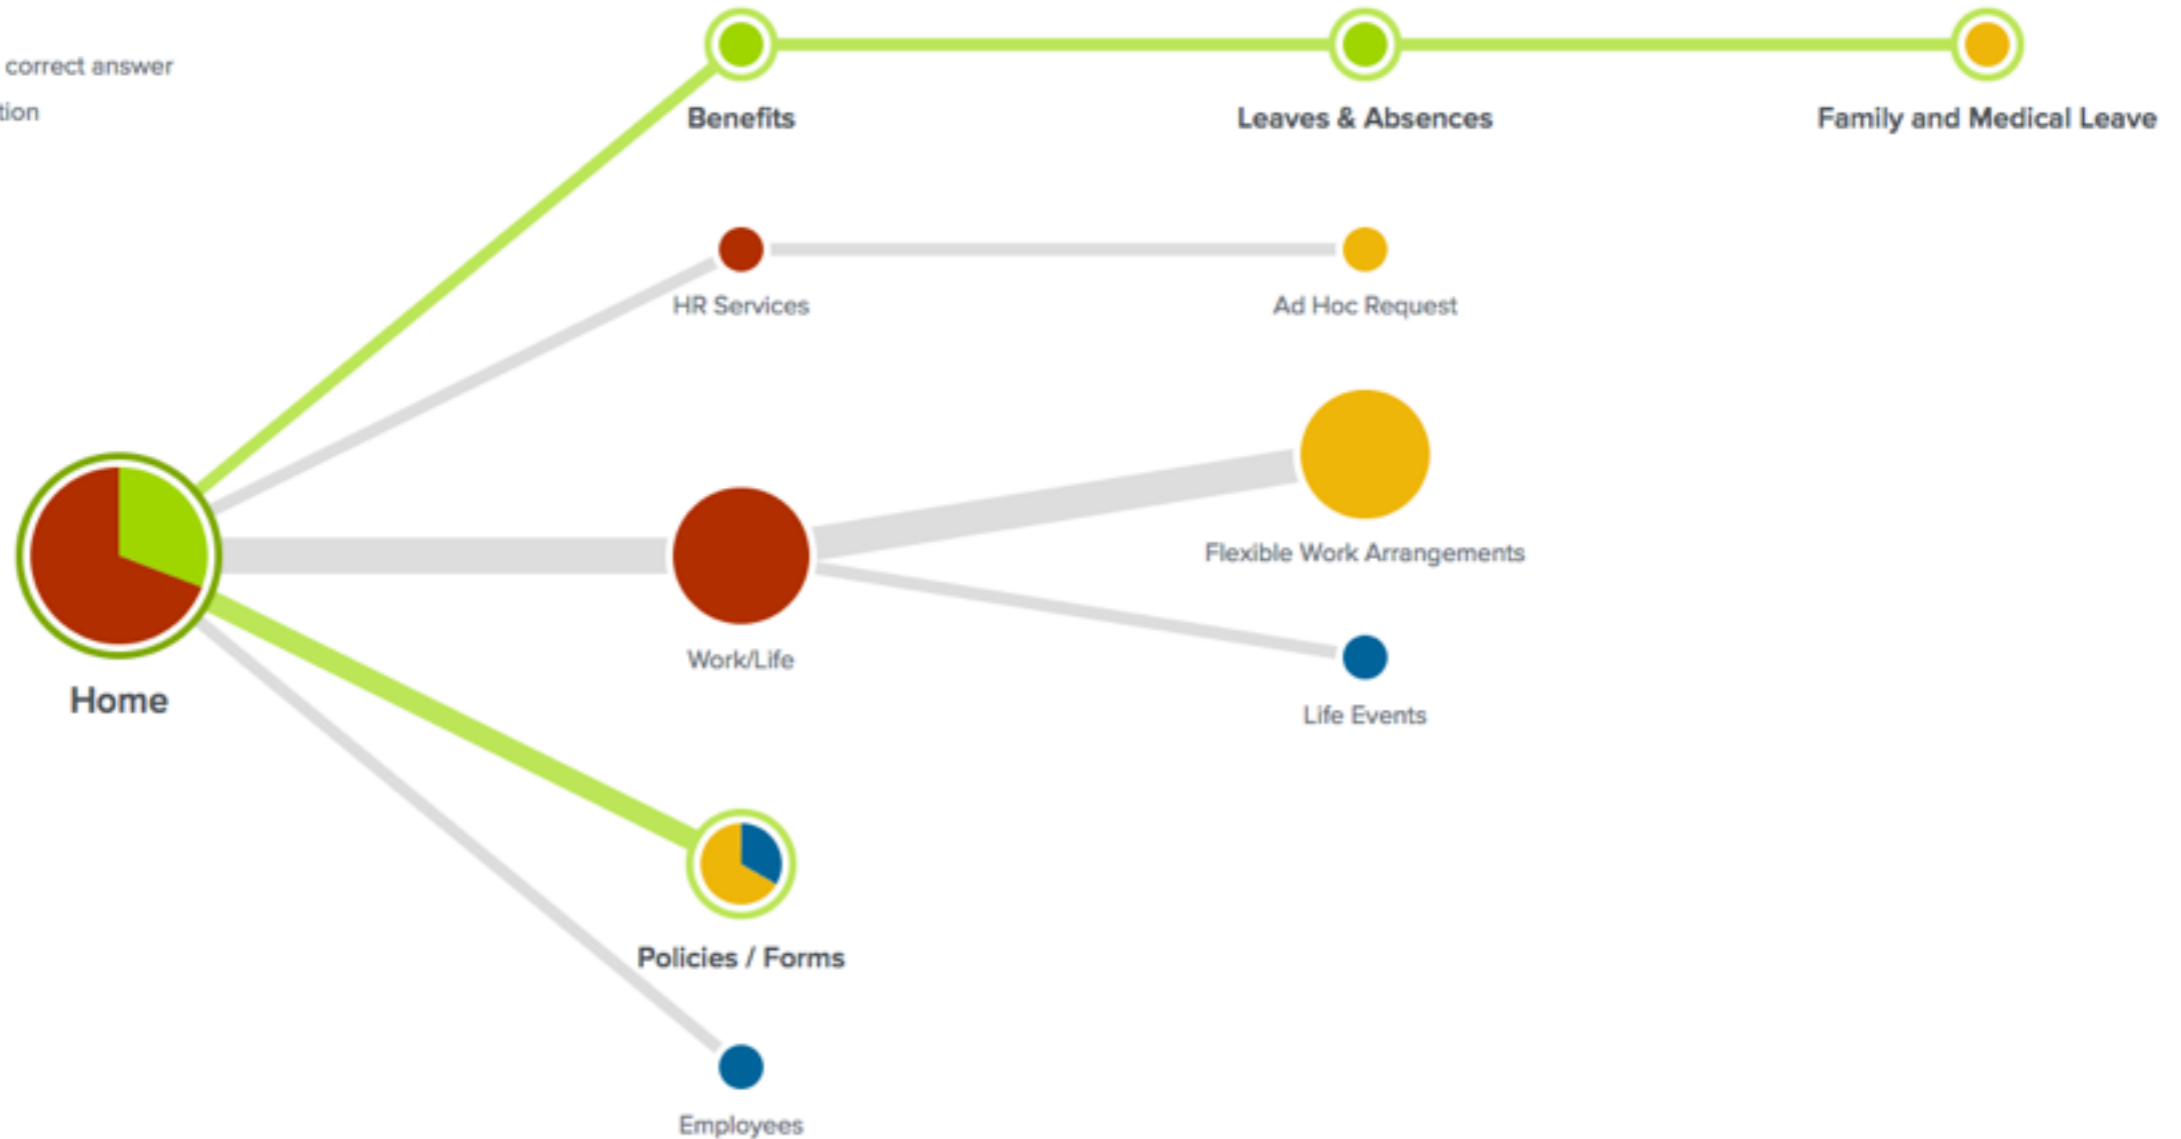 correct answer
tion
Benefits
Leaves & Absences
Family and Medical Leave
HR Services
Ad Hoc Request
Flexible Work Arrangements
Work/Life
Home
Life Events
Policies / Forms
Employees